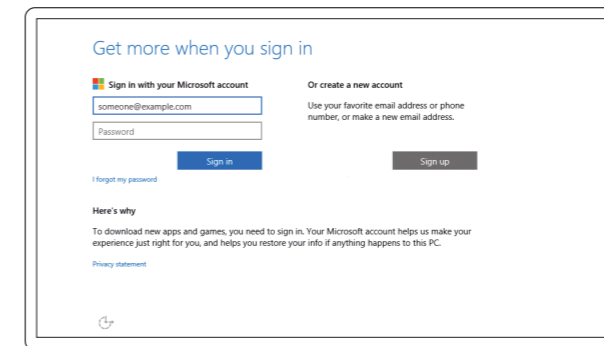 Get more when you sign in
Sign in with your Microsoft account
someone@example.com
Password
Sign in
I forgot my password
Or create a new account
Use your favorite email address or phone
number, or make a new email address.
Sign up
Here's why
To download new apps and games, you need to sign in. Your Microsoft account helps us make your
experience just right for you, and helps you restore your info if anything happens to this PC.
Privacy statement